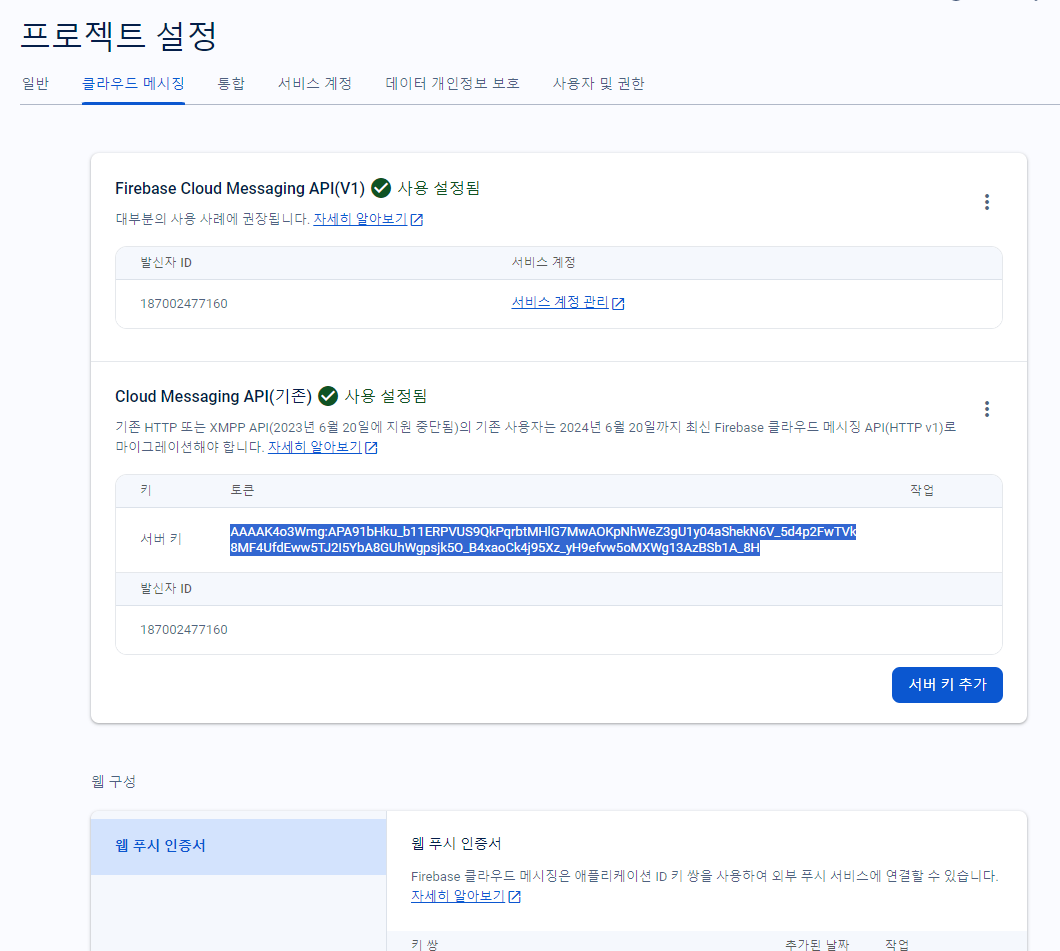 프로젝트 설정
일반 클라우드 메시징 통합 서비스 계정 데이터 개인정보 보호 사용자 및 권한
Firebase Cloud Messaging API(V1) 사용 설정됨
대부분의 사용 사례에 권장됩니다. 자세히 알아보기
발신자 ID 서비스 계정
187002477160 서비스 계정 관리
Cloud Messaging API(기존) 사용 설정됨
기존 HTTP 또는 XMPP API(2023년 6월 20일에 지원 중단됨)의 기존 사용자는 2024년 6월 20일까지 최신 Firebase 클라우드 메시징 API(HTTP v1)로
마이그레이션해야 합니다. 자세히 알아보기
키 토큰 작업
서버 키 AAAAK4o3Wmg:APA91bHku_b11ERPVUS9QkPqrbtMHlG7MwAOKpNhWeZ3gU1y04aShekN6V_5d4p2FwTVk
8MF4UfdEww5TJ2I5YbA8GUhWgpsjk5O_B4xaoCk4j95Xz_yH9efvw5oMXWg13AzBSb1A_8H
발신자 ID
187002477160
서버 키 추가
웹 구성
웹 푸시 인증서
웹 푸시 인증서
Firebase 클라우드 메시징은 애플리케이션 ID 키 쌍을 사용하여 외부 푸시 서비스에 연결할 수 있습니다.
자세히 알아보기
키 쌍 추가된 날짜 작업